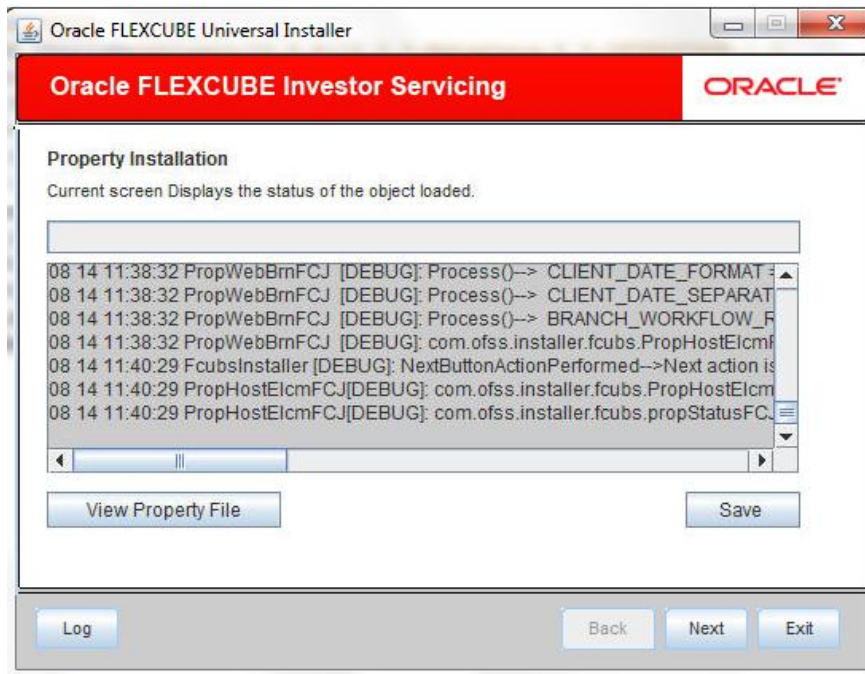 Oracle FLEXCUBE Universal Installer
Oracle FLEXCUBE Investor Servicing
ORACLE
Property Installation
Current screen Displays the status of the object loaded.
08 14 11:38:32 PropWebBrnFCJ [DEBUG]: Process()--> CLIENT_DATE_FORMAT =
08 14 11:38:32 PropWebBrnFCJ [DEBUG]: Process()--> CLIENT_DATE_SEPARAT
08 14 11:38:32 PropWebBrnFCJ [DEBUG]: Process()--> BRANCH_WORKFLOW_R
08 14 11:38:32 PropWebBrnFCJ [DEBUG]: com.ofss.installer.fcubs.PropHostElcmF
08 14 11:40:29 FcubsInstaller [DEBUG]: NextButtonActionPerformed-->Next action is
08 14 11:40:29 PropHostElcmFCJ[DEBUG]: com.ofss.installer.fcubs.PropHostElcm
08 14 11:40:29 PropHostElcmFCJ[DEBUG]: com.ofss.installer.fcubs.propStatusFCJ
View Property File
Save
Log
Back
Next
Exit